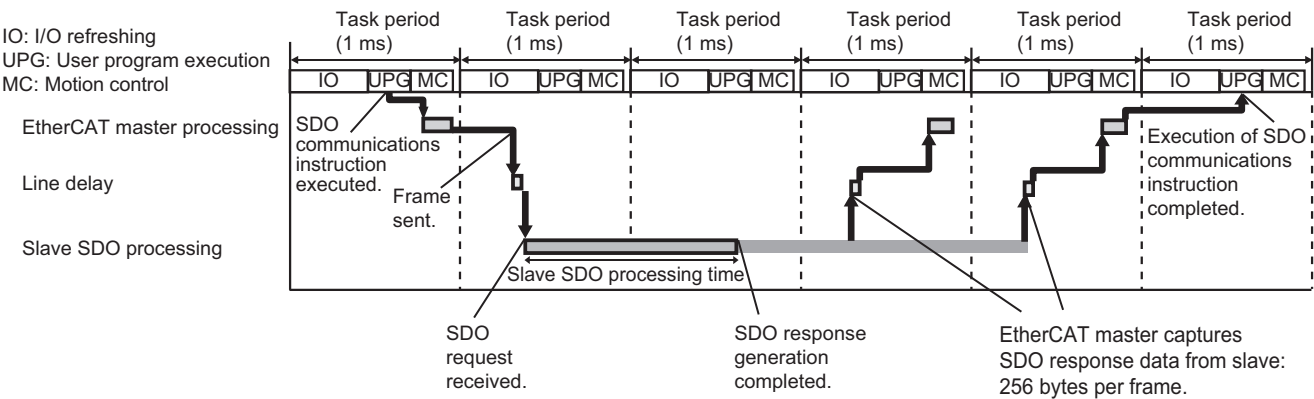 Task period
(1 ms)
Task period
(1 ms)
Task period
(1 ms)
Task period
(1 ms)
Task period
(1 ms)
Task period
(1 ms)
IO: I/O refreshing
UPG: User program execution
MC: Motion control
IO UPG MC IO UPG MC IO UPG MC IO UPG MC IO UPG MC IO UPG MC
EtherCAT master processing
Line delay
Slave SDO processing
SDO
communications
instruction
executed.
Frame
sent.
Execution of SDO
communications
instruction
completed.
Slave SDO processing time
SDO
request
received.
SDO response
generation
completed.
EtherCAT master captures
SDO response data from slave:
256 bytes per frame.